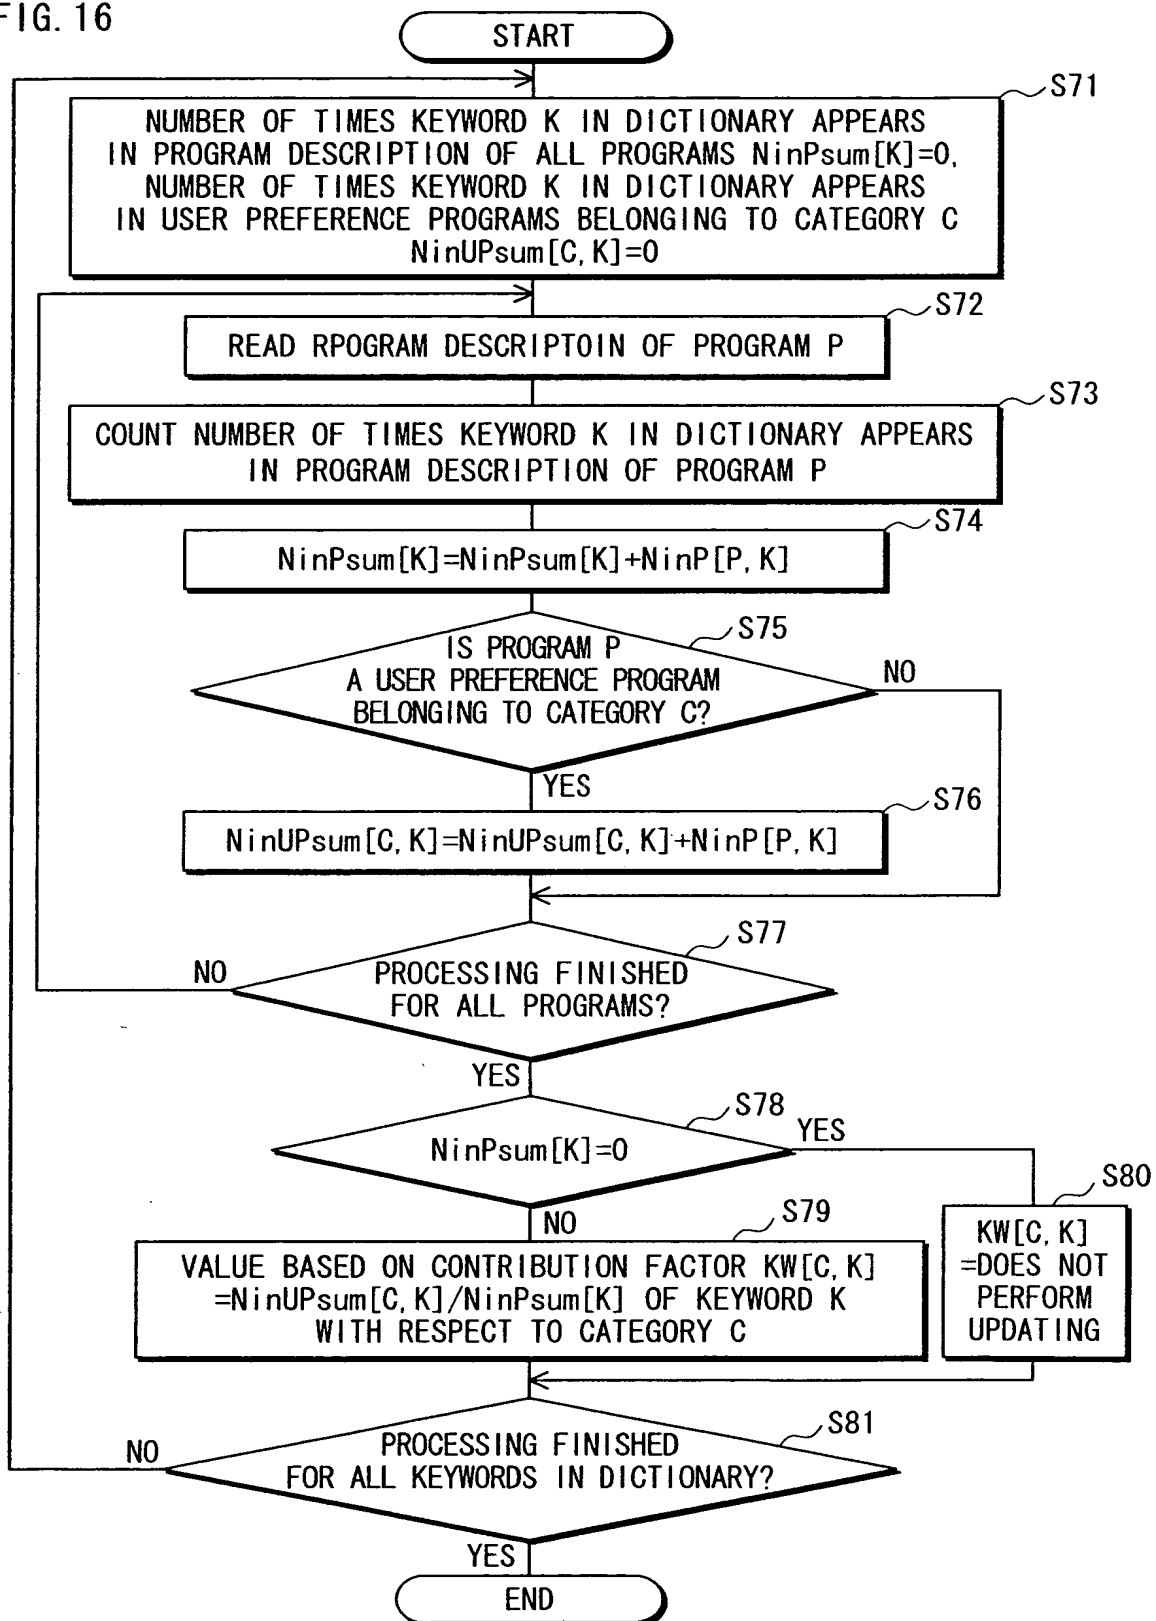 FIG. 16
START
S71
NUMBER OF TIMES KEYWORD K IN DICTIONARY APPEARS
IN PROGRAM DESCRIPTION OF ALL PROGRAMS NinPsum[K]=0,
NUMBER OF TIMES KEYWORD K IN DICTIONARY APPEARS
IN USER PREFERENCE PROGRAMS BELONGING TO CATEGORY C
NinUPsum[C,K]=0
S72
READ RPOGRAM DESCRIPTOIN OF PROGRAM P
S73
COUNT NUMBER OF TIMES KEYWORD K IN DICTIONARY APPEARS
IN PROGRAM DESCRIPTION OF PROGRAM P
S74
NinPsum[K]=NinPsum[K]+NinP[P,K]
S75
IS PROGRAM P
A USER PREFERENCE PROGRAM
BELONGING TO CATEGORY C?
NO
YES
S76
NinUPsum[C,K]=NinUPsum[C,K]+NinP[P,K]
S77
PROCESSING FINISHED
FOR ALL PROGRAMS?
NO
YES
S78
NinPsum[K]=0
YES
NO
S79
VALUE BASED ON CONTRIBUTION FACTOR KW[C,K]
=NinUPsum[C,K]/NinPsum[K] OF KEYWORD K
WITH RESPECT TO CATEGORY C
S80
KW[C,K]
=DOES NOT
PERFORM
UPDATING
S81
PROCESSING FINISHED
FOR ALL KEYWORDS IN DICTIONARY?
NO
YES
END